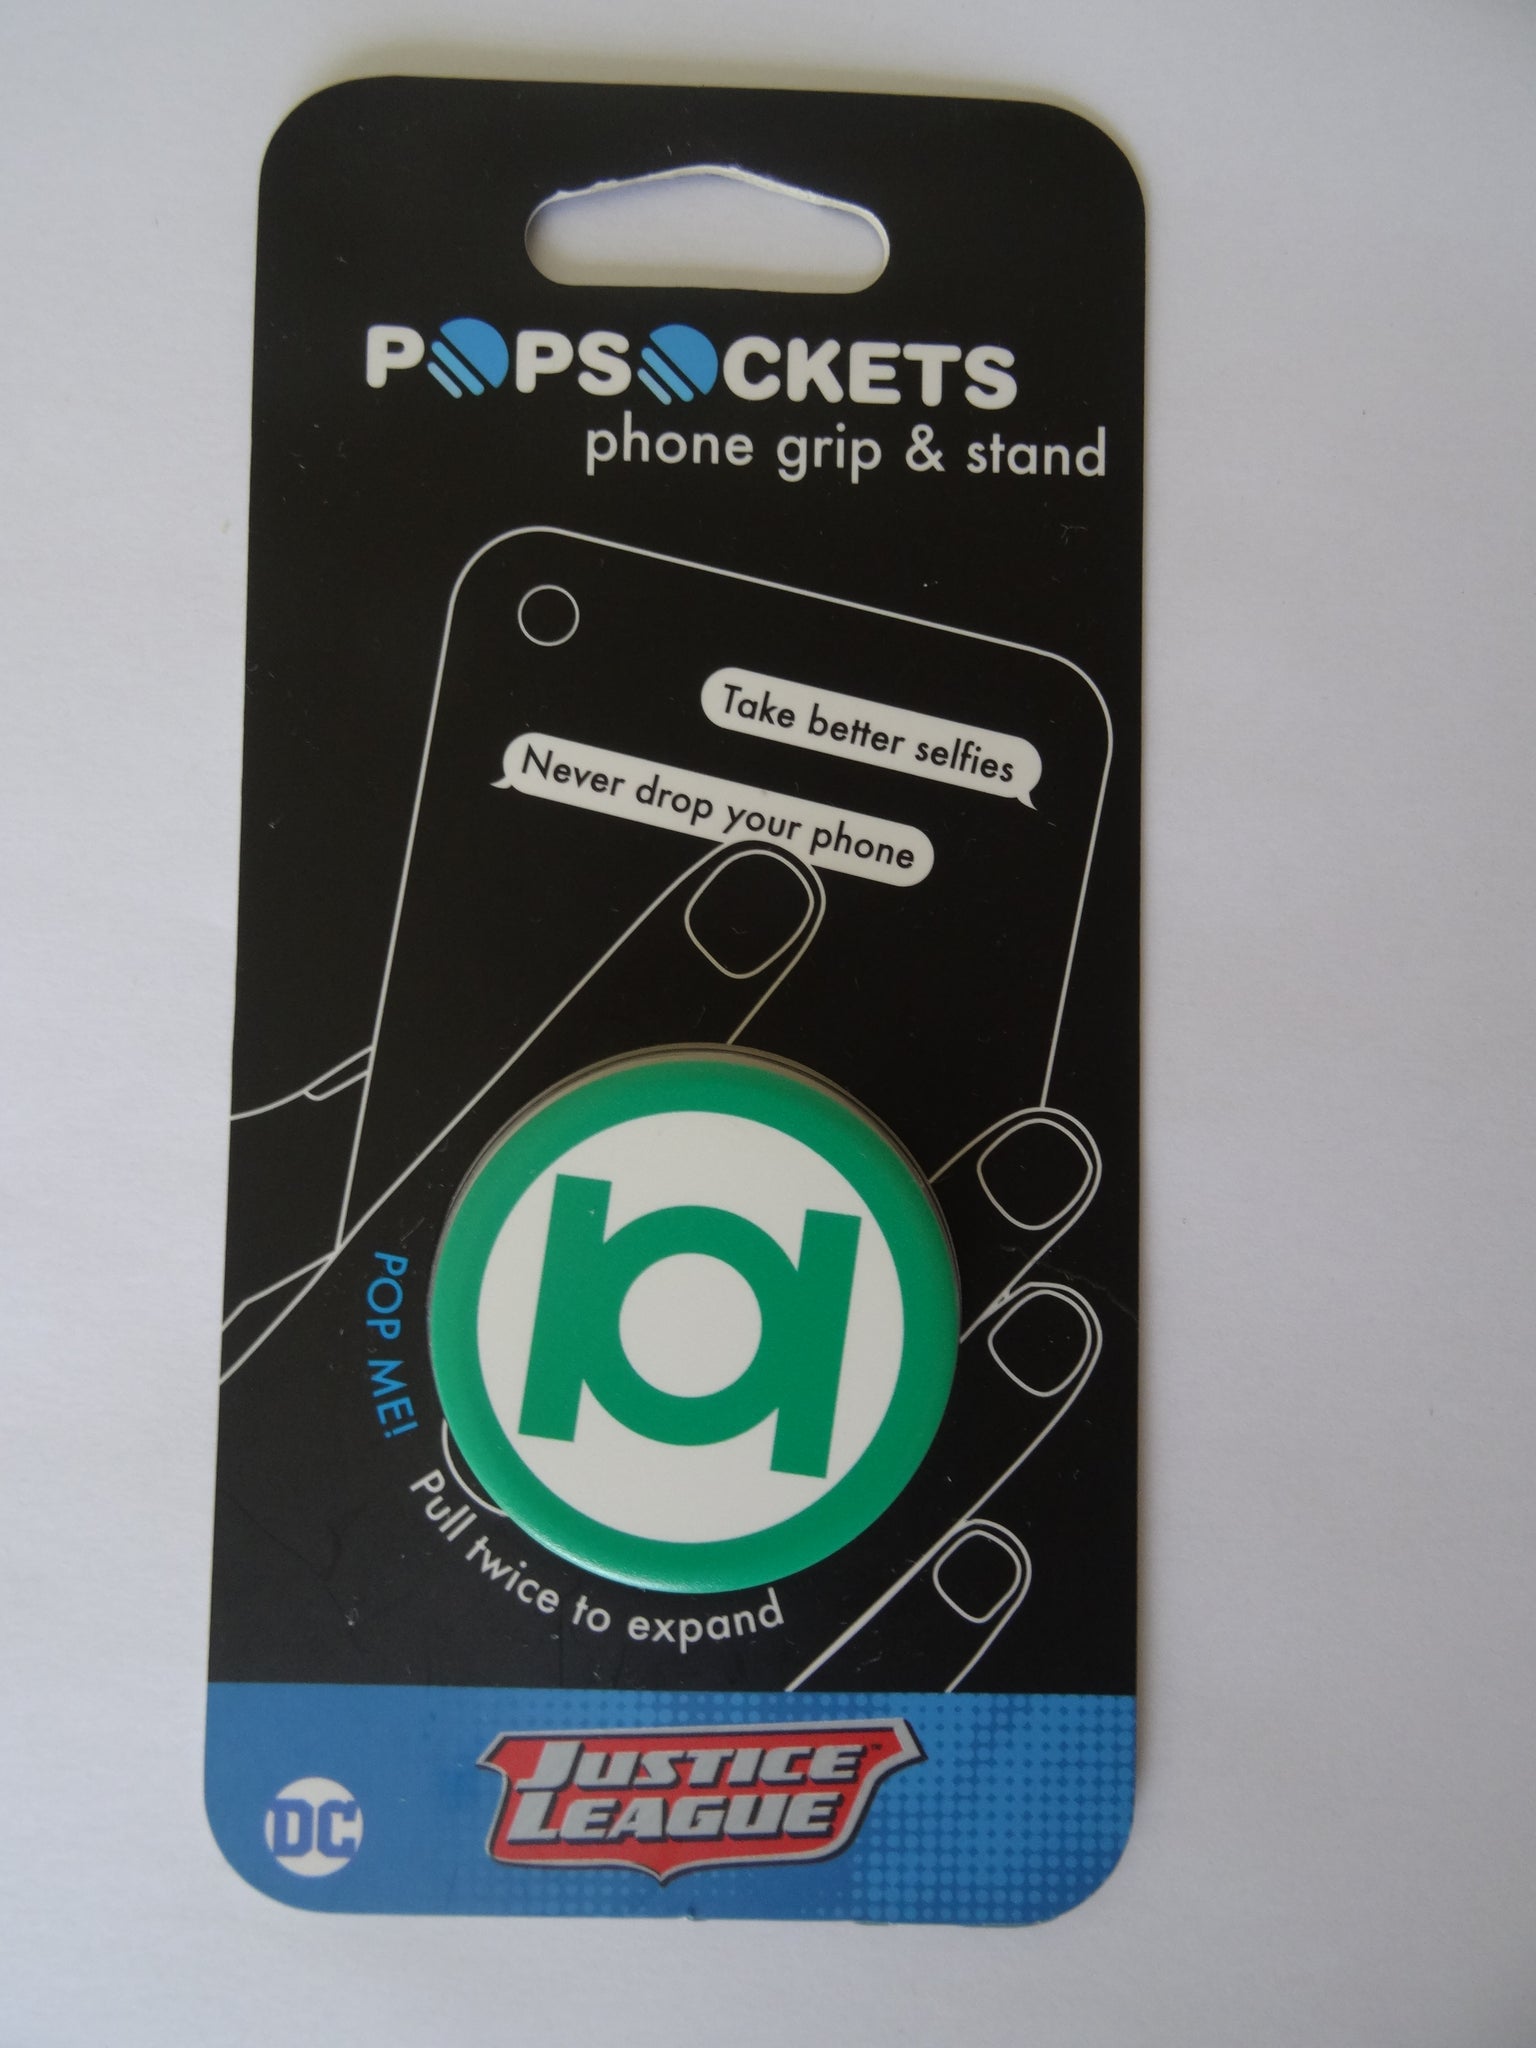 POPSOCKETS
phone grip & stand
Take better selfies
Never drop your phone
POP ME!
Pull twice to expand
JUSTICE™
LEAGUE
DC